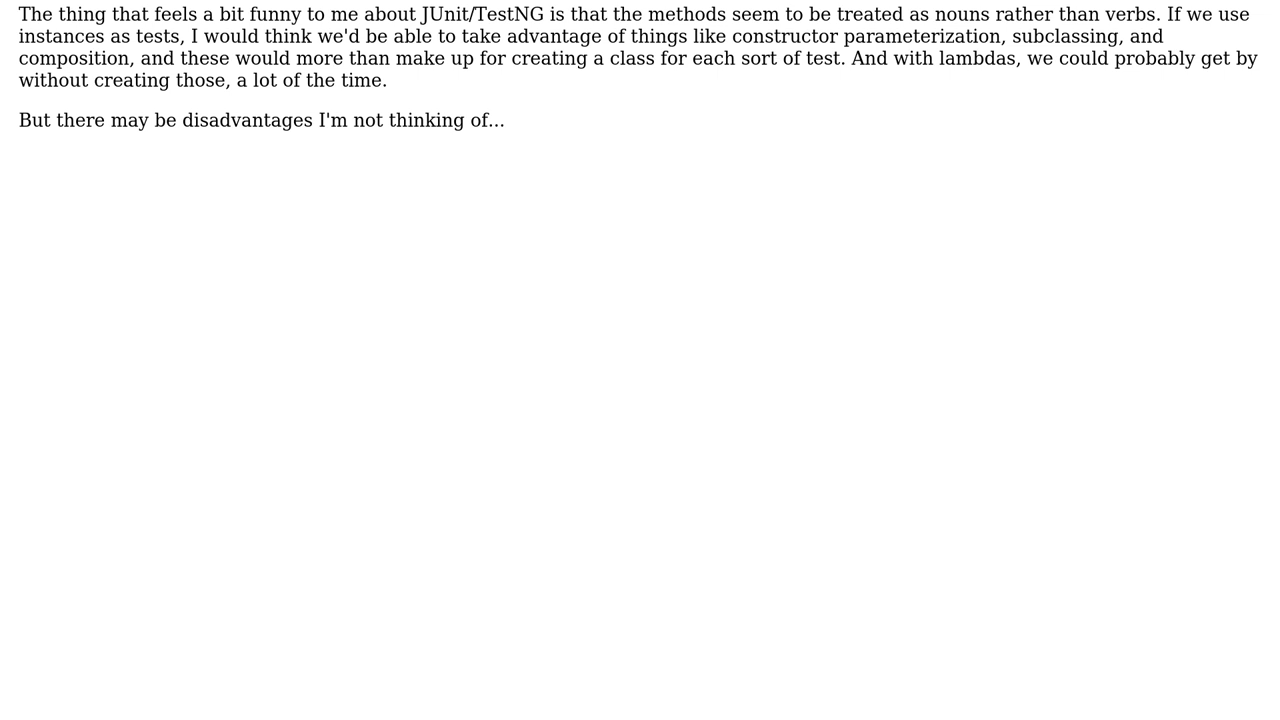 The thing that feels a bit funny to me about JUnit/TestNG is that the methods seem to be treated as nouns rather than verbs. If we use
instances as tests, I would think we'd be able to take advantage of things like constructor parameterization, subclassing, and
composition, and these would more than make up for creating a class for each sort of test. And with lambdas, we could probably get by
without creating those, a lot of the time.
But there may be disadvantages I'm not thinking of...